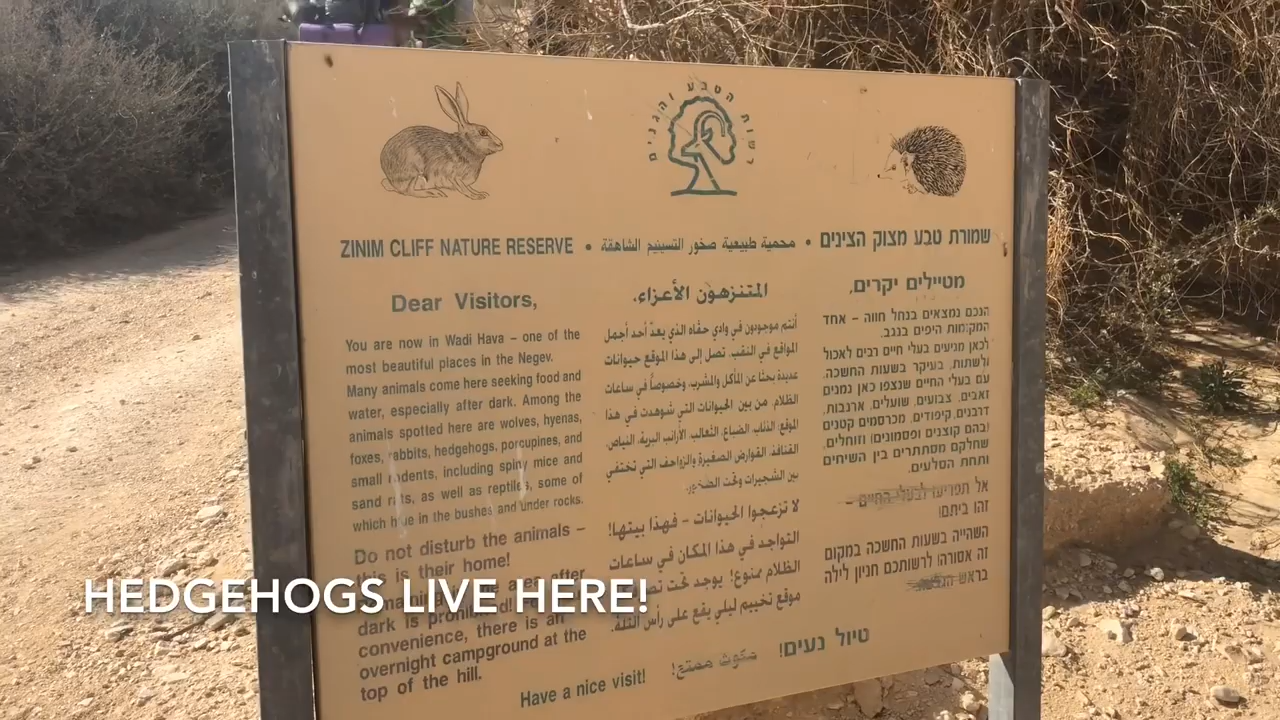 רשות הטבע והגנים
ZINIM CLIFF NATURE RESERVE • محمية طبيعية صخور التسينيم الشاهقة • שמורת טבע מצוק הצינים
Dear Visitors,
You are now in Wadi Hava – one of the
most beautiful places in the Negev.
Many animals come here seeking food and
water, especially after dark. Among the
animals spotted here are wolves, hyenas,
foxes, rabbits, hedgehogs, porcupines, and
small rodents, including spiny mice and
sand rats, as well as reptiles, some of
which hide in the bushes and under rocks.
Do not disturb the animals –
this is their home!
area after
dark is prohibited!
convenience, there is an
overnight campground at the
top of the hill.
المتنزهون الأعزاء،
أنتم موجودون في وادي حفاه الذي يعدّ أحد أجمل
المواقع في النقب. تصل إلى هذا الموقع حيوانات
عديدة بحثا عن المأكل والمشرب، وخصوصاً في ساعات
الظلام. من بين الحيوانات التي شوهدت في هذا
الموقع: الذئاب، الضباع، الثعالب، الأرانب البرية، النياص،
القنافذ، القوارض الصغيرة والزواحف التي تختفي
بين الشجيرات وتحت الصخور.
لا تزعجوا الحيوانات – فهذا بيتها!
التواجد في هذا المكان في ساعات
الظلام ممنوع! يوجد تحت
موقع تخييم ليلي يقع على رأس التلة.
מטיילים יקרים,
הנכם נמצאים בנחל חווה – אחד
המקומות היפים בנגב.
לכאן מגיעים בעלי חיים רבים לאכול
ולשתות, בעיקר בשעות החשכה.
עם בעלי החיים שנצפו כאן נמנים
זאבים, צבועים, שועלים, ארנבות,
דרבנים, קיפודים, מכרסמים קטנים
(בהם קוצנים ופסמונים) וזוחלים,
שחלקם מסתתרים בין השיחים
ותחת הסלעים.
אל תפריעו לבעלי החיים –
זהו ביתם!
השהייה בשעות החשכה במקום
זה אסורה! לרשותכם חניון לילה
בראש
Have a nice visit!
טיול נעים!
HEDGEHOGS LIVE HERE!